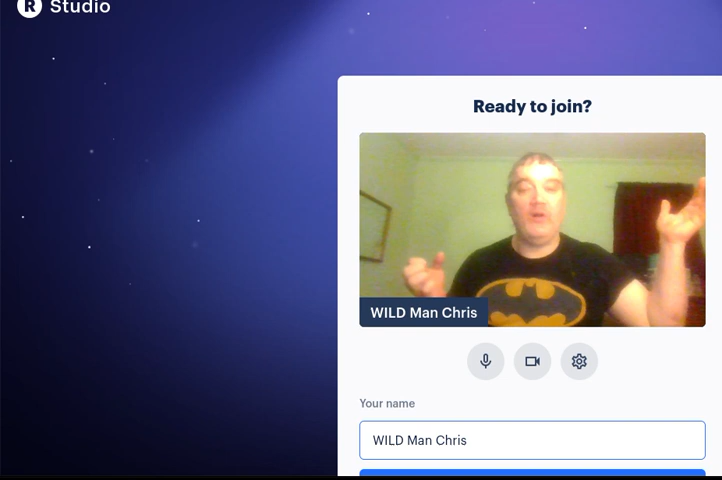 R Studio
Ready to join?
WILD Man Chris
Your name
WILD Man Chris